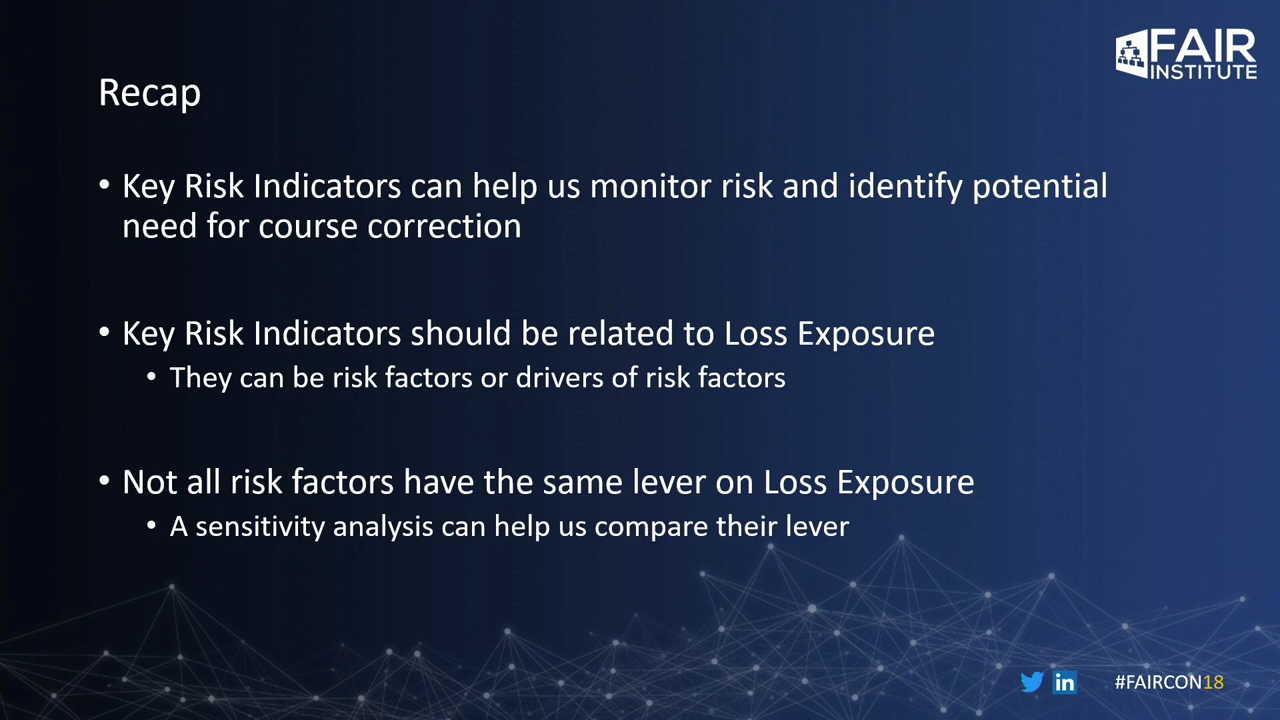 FAIR
INSTITUTE
Recap
• Key Risk Indicators can help us monitor risk and identify potential
need for course correction
• Key Risk Indicators should be related to Loss Exposure
• They can be risk factors or drivers of risk factors
• Not all risk factors have the same lever on Loss Exposure
• A sensitivity analysis can help us compare their lever
in #FAIRCON18